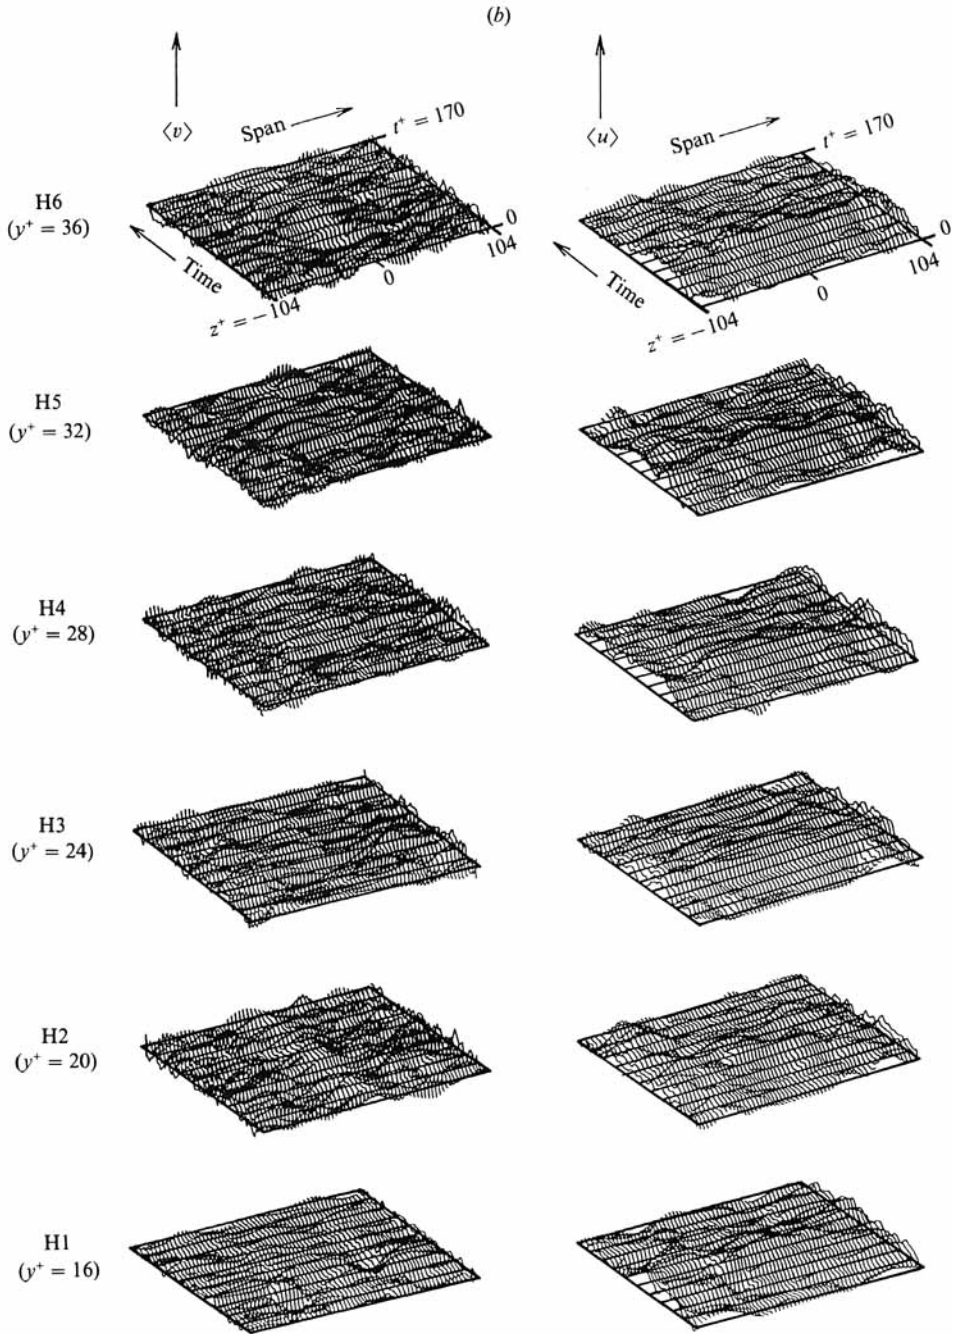 (b)
⟨v⟩
Span
t⁺ = 170
H6
(y⁺ = 36)
Time
z⁺ = −104
0
104
0
⟨u⟩
Span
t⁺ = 170
Time
z⁺ = −104
0
104
0
H5
(y⁺ = 32)
H4
(y⁺ = 28)
H3
(y⁺ = 24)
H2
(y⁺ = 20)
H1
(y⁺ = 16)